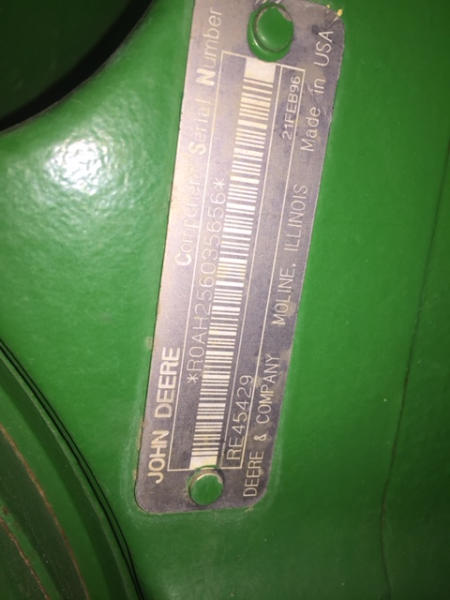 JOHN DEERE Component Serial Number
*R0AH256035656*
RE45429 21FEB96
DEERE & COMPANY MOLINE, ILLINOIS Made in USA